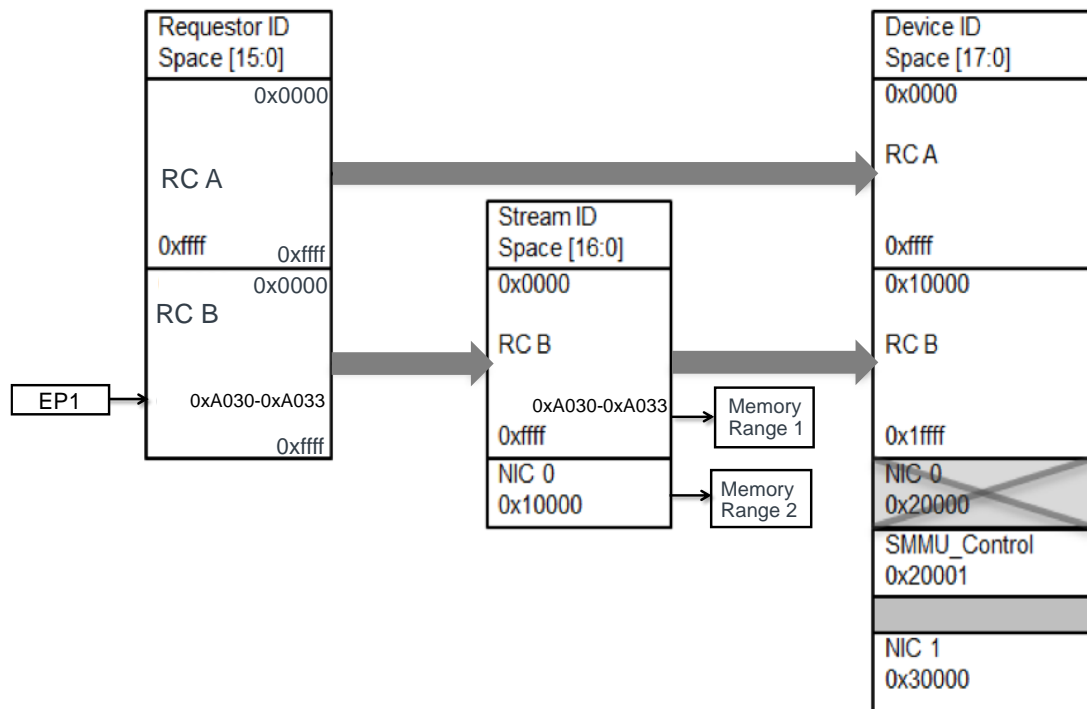 Requestor ID
Space [15:0]
0x0000
RC A
0xffff
0xffff
0x0000
RC B
0xA030-0xA033
0xffff
EP1
Stream ID
Space [16:0]
0x0000
RC B
0xA030-0xA033
0xffff
NIC 0
0x10000
Memory
Range 1
Memory
Range 2
Device ID
Space [17:0]
0x0000
RC A
0xffff
0x10000
RC B
0x1ffff
NIC 0
0x20000
SMMU_Control
0x20001
NIC 1
0x30000